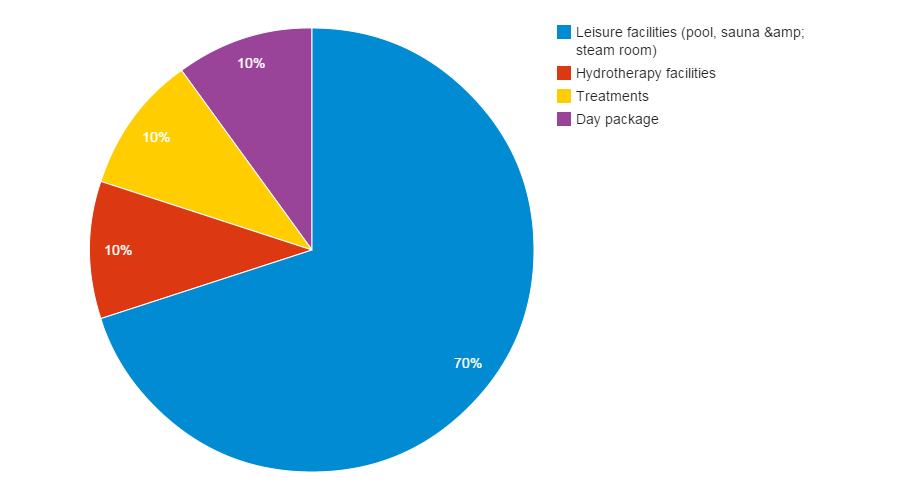 10%
10%
10%
70%
Leisure facilities (pool, sauna &amp;
steam room)
Hydrotherapy facilities
Treatments
Day package